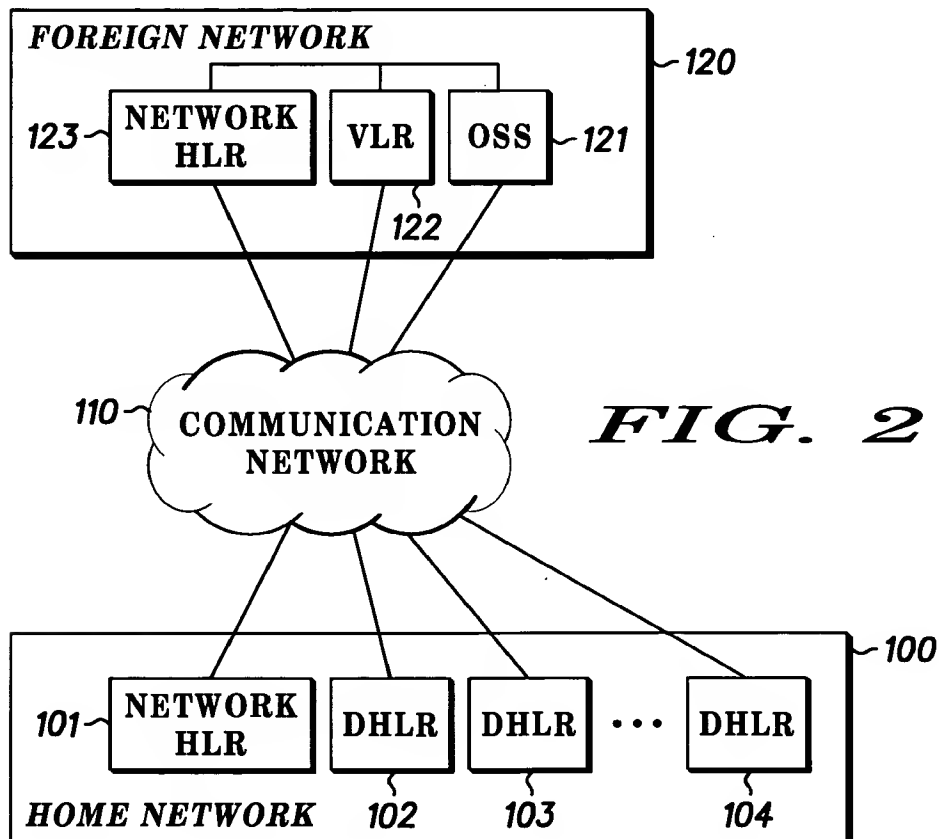 FOREIGN NETWORK
120
123
NETWORK
HLR
VLR
OSS
121
122
110
COMMUNICATION
NETWORK
FIG. 2
100
101
NETWORK
HLR
DHLR
DHLR
•••
DHLR
HOME NETWORK
102
103
104